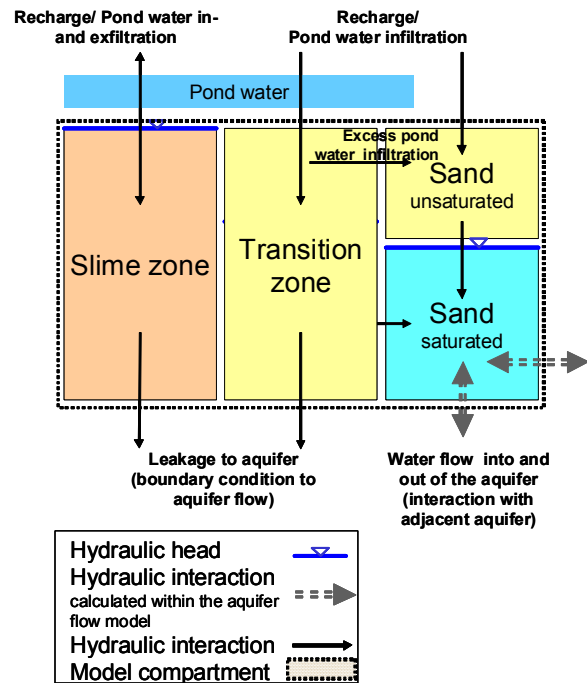 Recharge/ Pond water in-
and exfiltration
Recharge/
Pond water infiltration
Pond water
Excess pond
water infiltration
Sand
unsaturated
Slime zone
Transition
zone
Sand
saturated
Leakage to aquifer
(boundary condition to
aquifer flow)
Water flow into and
out of the aquifer
(interaction with
adjacent aquifer)
Hydraulic head
Hydraulic interaction
calculated within the aquifer
flow model
Hydraulic interaction
Model compartment